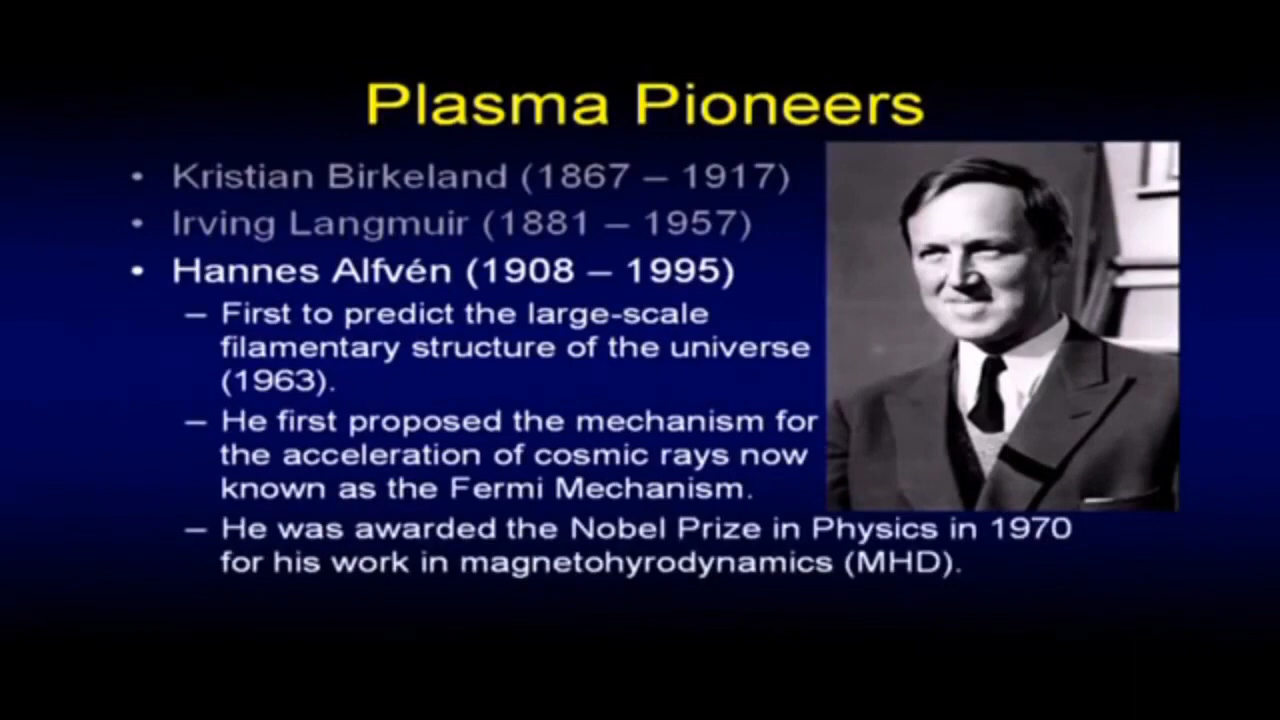 Plasma Pioneers
• Kristian Birkeland (1867 – 1917)
• Irving Langmuir (1881 – 1957)
• Hannes Alfvén (1908 – 1995)
– First to predict the large-scale
filamentary structure of the universe
(1963).
– He first proposed the mechanism for
the acceleration of cosmic rays now
known as the Fermi Mechanism.
– He was awarded the Nobel Prize in Physics in 1970
for his work in magnetohyrodynamics (MHD).